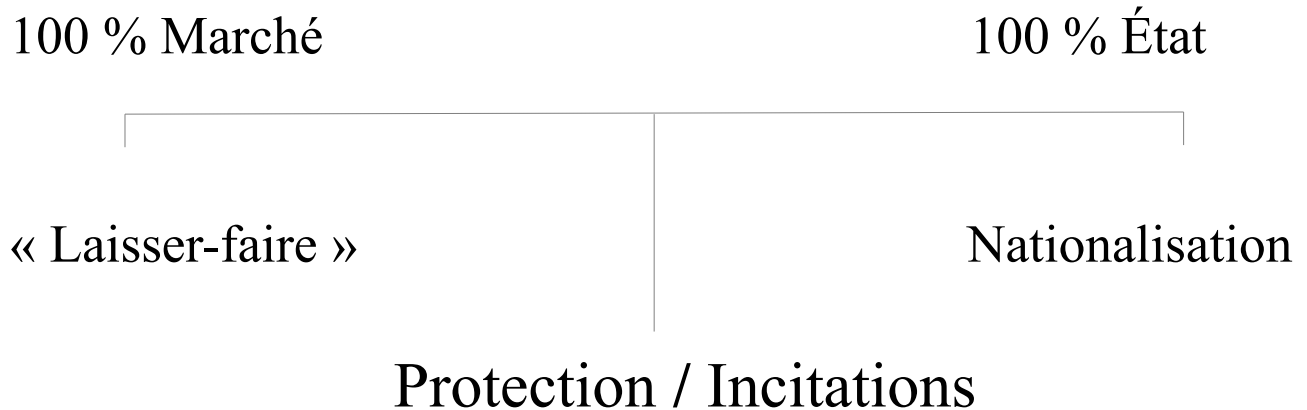 100 % Marché
100 % État
« Laisser-faire »
Nationalisation
Protection / Incitations